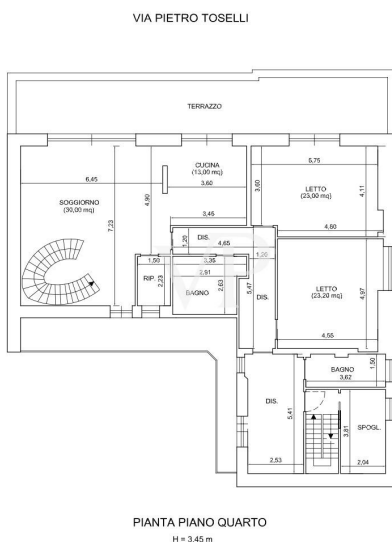 VIA PIETRO TOSELLI
TERRAZZO
6,45
SOGGIORNO
(30,00 mq)
7,23
4,90
CUCINA
(13,00 mq)
3,60
3,45
5,75
3,60
LETTO
(23,00 mq)
4,11
4,60
1,20
DIS.
4,65
1,20
1,50
RIP.
2,23
3,35
2,91
BAGNO
2,63
5,47
DIS.
LETTO
(23.20 mq)
4,97
4,55
BAGNO
3,62
1,50
DIS.
5,41
2,53
3,81
SPOGL.
2,04
VP
PIANTA PIANO QUARTO
H = 3.45 m